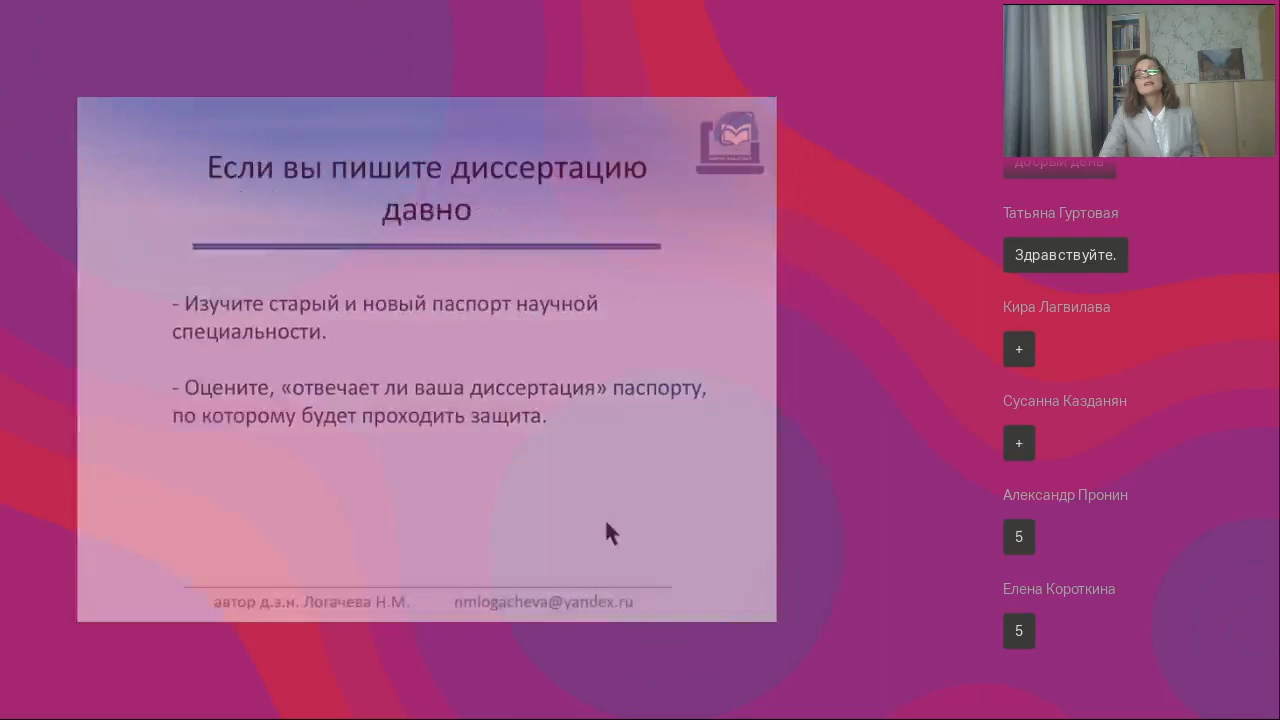 Если вы пишите диссертацию
давно
- Изучите старый и новый паспорт научной
специальности.
- Оцените, «отвечает ли ваша диссертация» паспорту,
по которому будет проходить защита.
автор д.э.н. Логачева Н.М. nmlogacheva@yandex.ru
добрый день
Татьяна Гуртовая
Здравствуйте.
Кира Лагвилава
+
Сусанна Казданян
+
Александр Пронин
5
Елена Короткина
5